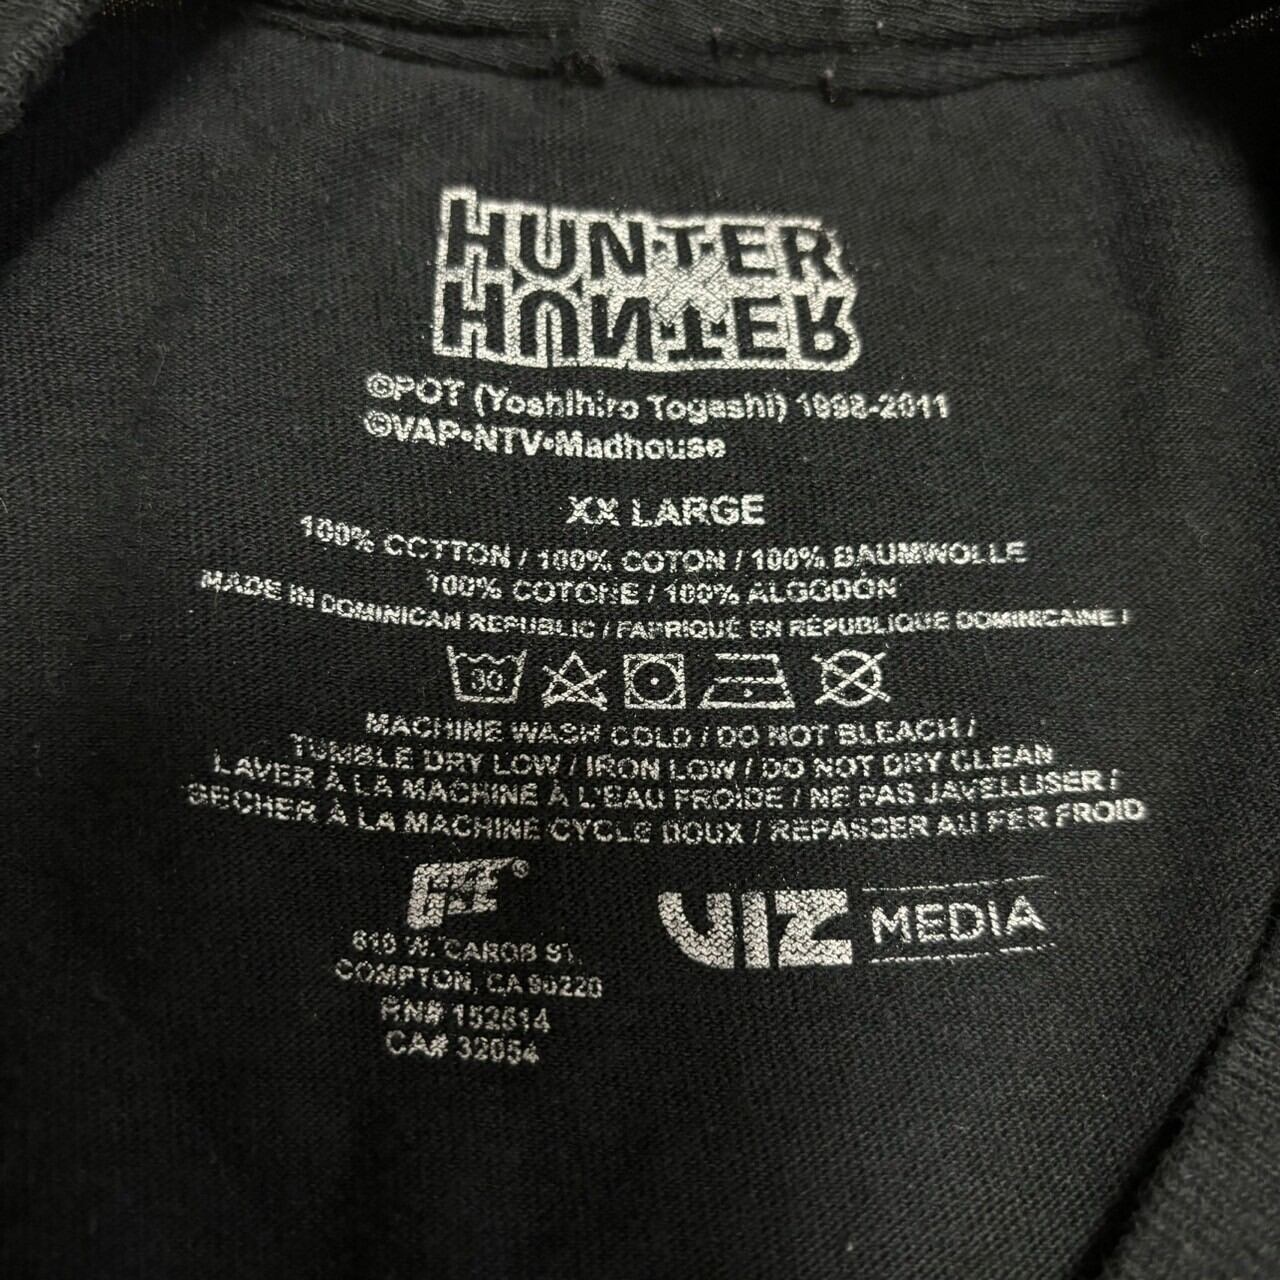 HUNTER
HUNTER
©POT (Yoshihiro Togashi) 1998-2011
©VAP•NTV•Madhouse
XX LARGE
100% COTTON / 100% COTON / 100% BAUMWOLLE
100% COTONE / 100% ALGODÓN
MADE IN DOMINICAN REPUBLIC / FABRIQUÉ EN RÉPUBLIQUE DOMINICAINE /
30
MACHINE WASH COLD / DO NOT BLEACH /
TUMBLE DRY LOW / IRON LOW / DO NOT DRY CLEAN
LAVER À LA MACHINE À L'EAU FROIDE / NE PAS JAVELLISER /
SÉCHER À LA MACHINE CYCLE DOUX / REPASSER AU FER FROID
VIZ MEDIA
W. CAROB ST.
COMPTON, CA 90220
RN# 152514
CA# 32054